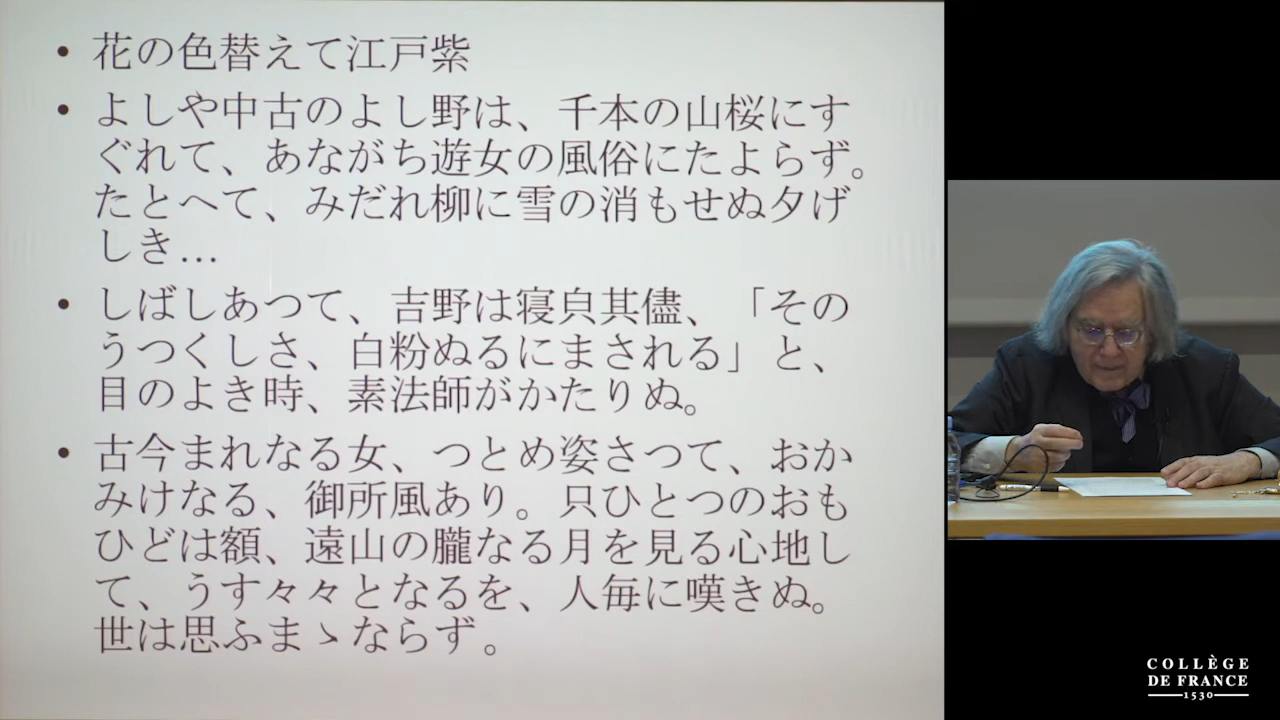 • 花の色替えて江戸紫
• よしや中古のよし野は、千本の山桜にす
ぐれて、あながち遊女の風俗にたよらず。
たとへて、みだれ柳に雪の消もせぬ夕げ
しき…
• しばしあつて、吉野は寝㒵其儘、「その
うつくしさ、白粉ぬるにまされる」と、
目のよき時、素法師がかたりぬ。
• 古今まれなる女、つとめ姿さつて、おか
みけなる、御所風あり。只ひとつのおも
ひどは額、遠山の朧なる月を見る心地し
て、うす々々となるを、人毎に嘆きぬ。
世は思ふまゝならず。
COLLÈGE
DE FRANCE
1530